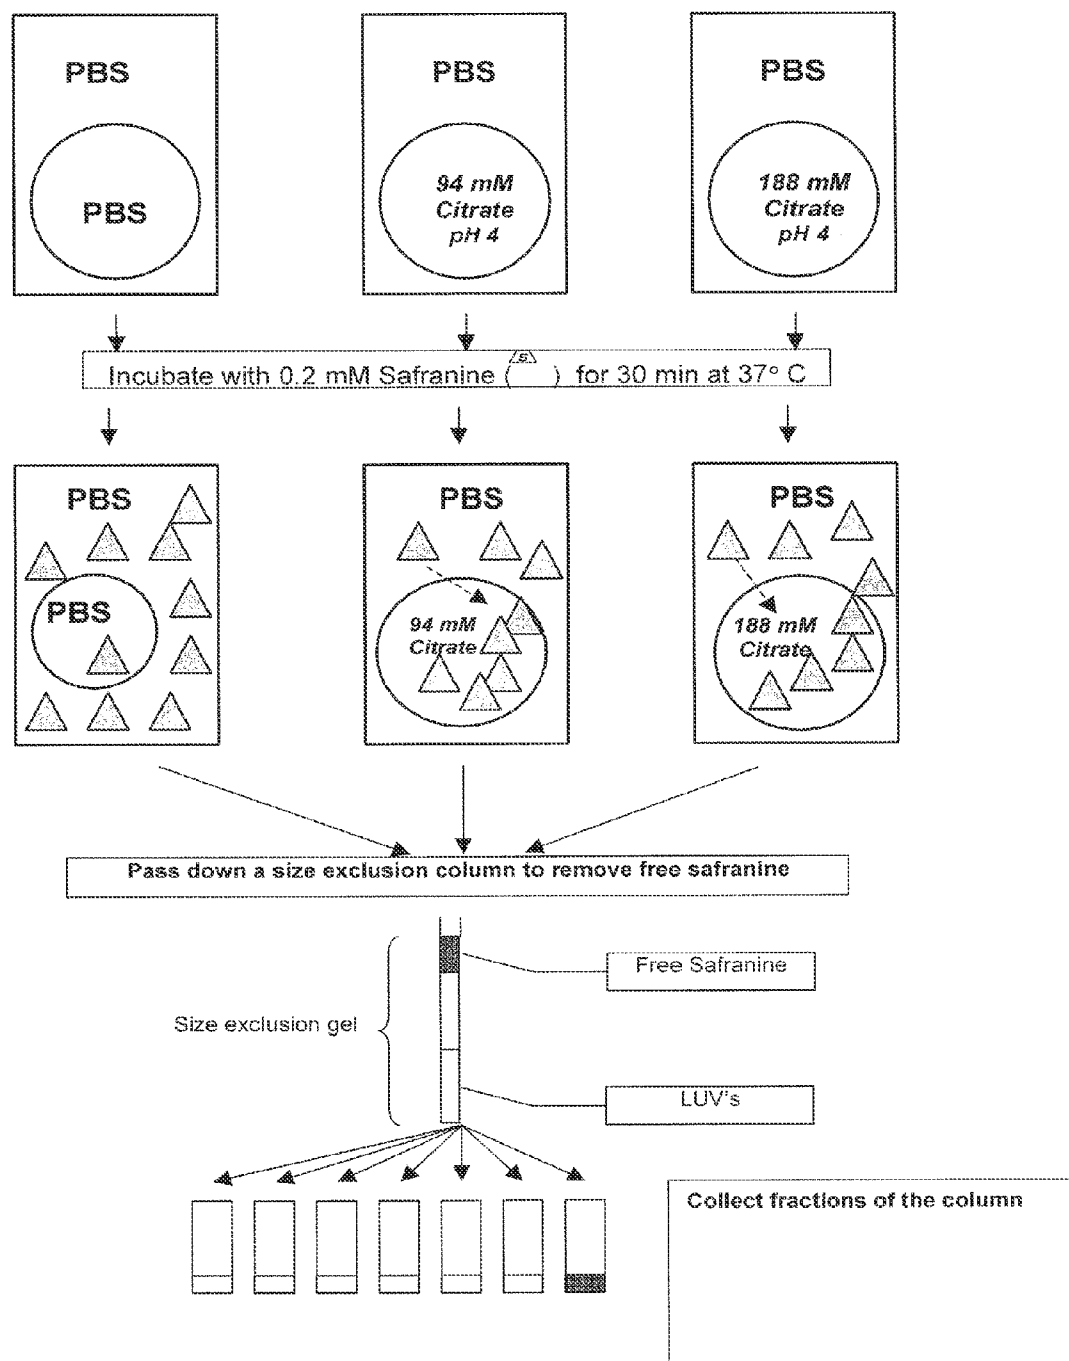 PBS
PBS
PBS
PBS
94 mM
Citrate
pH 4
188 mM
Citrate
pH 4
Incubate with 0.2 mM Safranine ( s ) for 30 min at 37° C
PBS
PBS
PBS
PBS
94 mM
Citrate
188 mM
Citrate
Pass down a size exclusion column to remove free safranine
Free Safranine
Size exclusion gel
LUV's
Collect fractions of the column